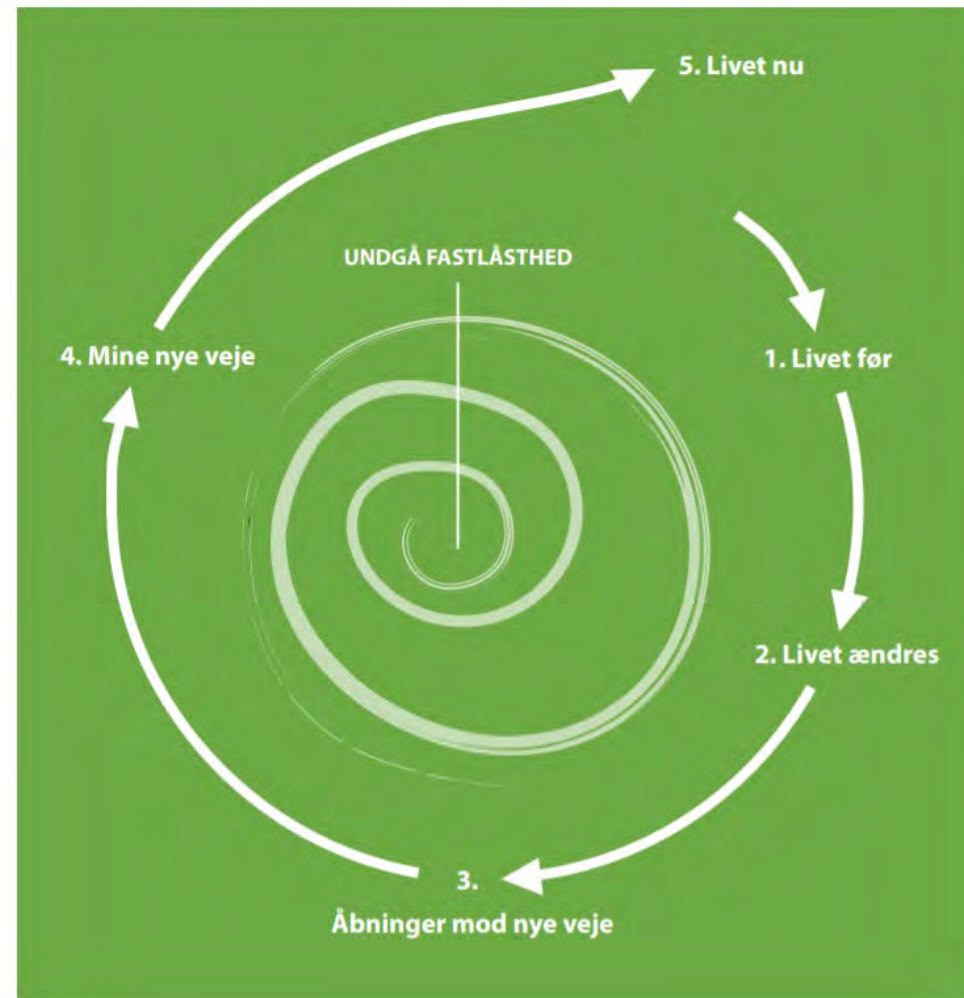 5. Livet nu
UNDGÅ FASTLÅSTHED
4. Mine nye veje
1. Livet før
2. Livet ændres
3.
Åbninger mod nye veje